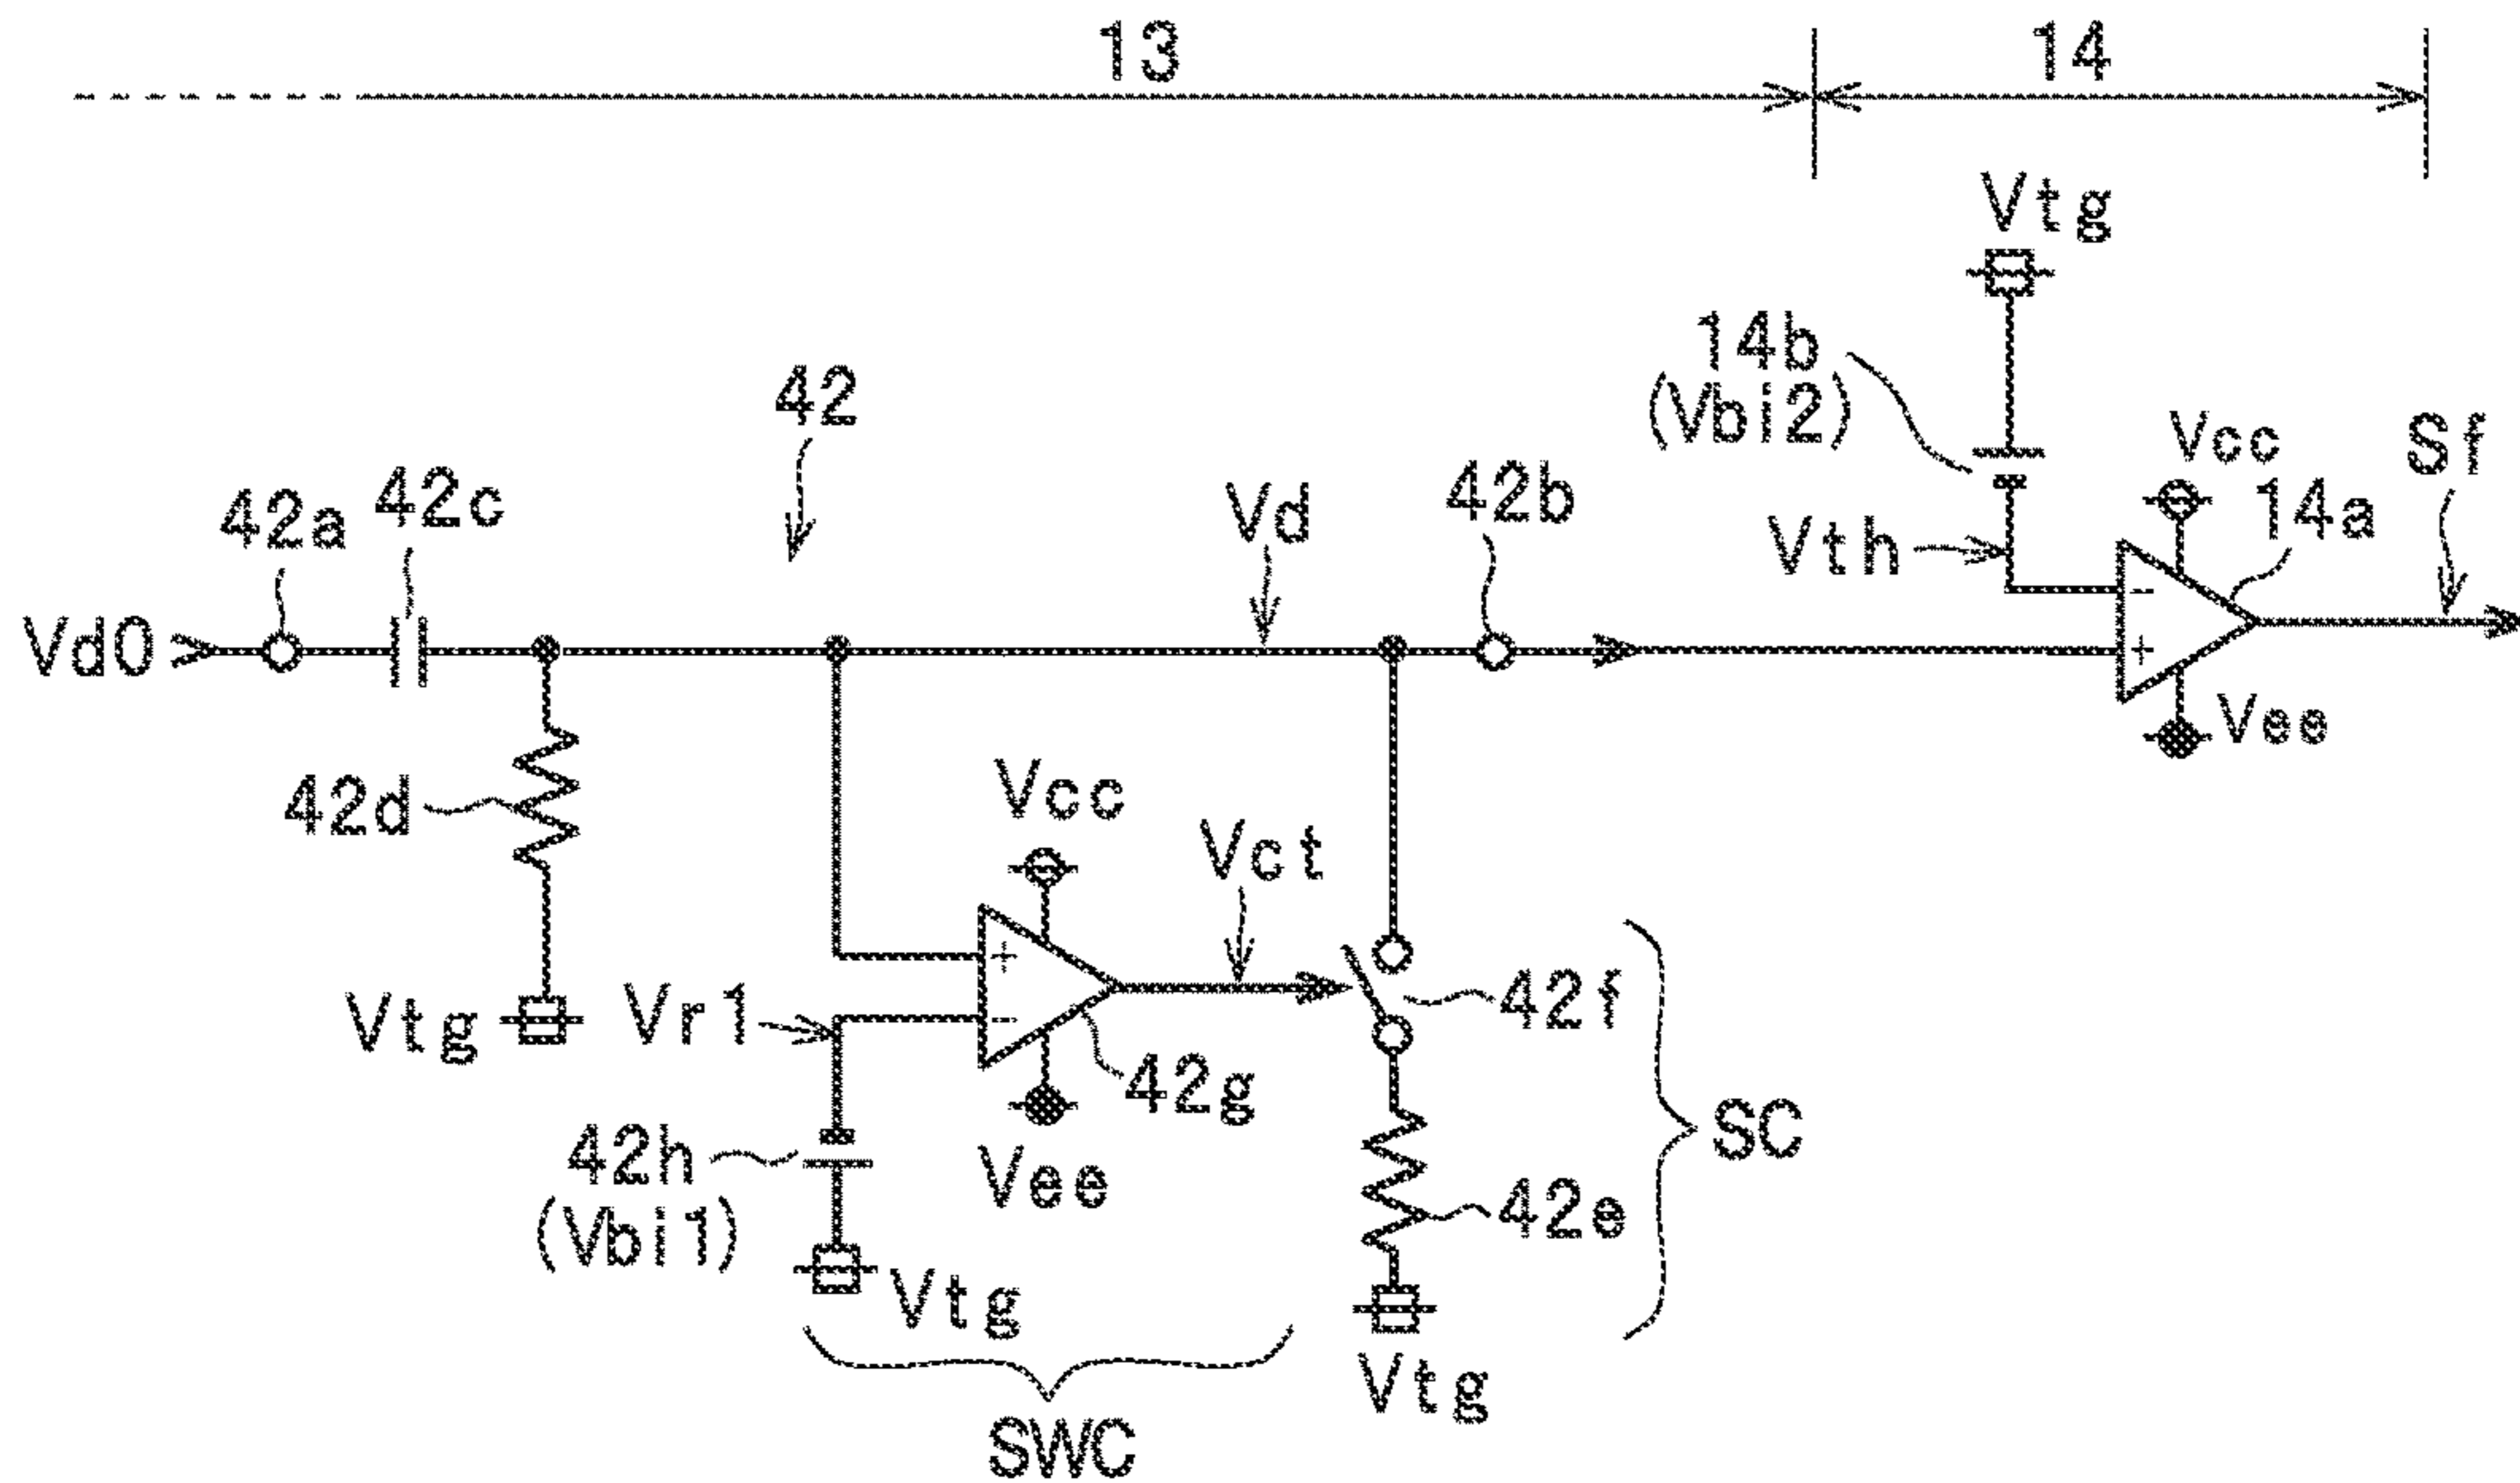 13
14
Vtg
14b
(Vbi2)
42
Vcc
Sf
42a
42c
Vd
42b
14a
Vth
Vd0
-
+
Vee
42d
Vcc
Vct
+
Vtg
Vr1
-
42f
42g
SC
42h
(Vbi1)
Vee
42e
Vtg
Vtg
SWC